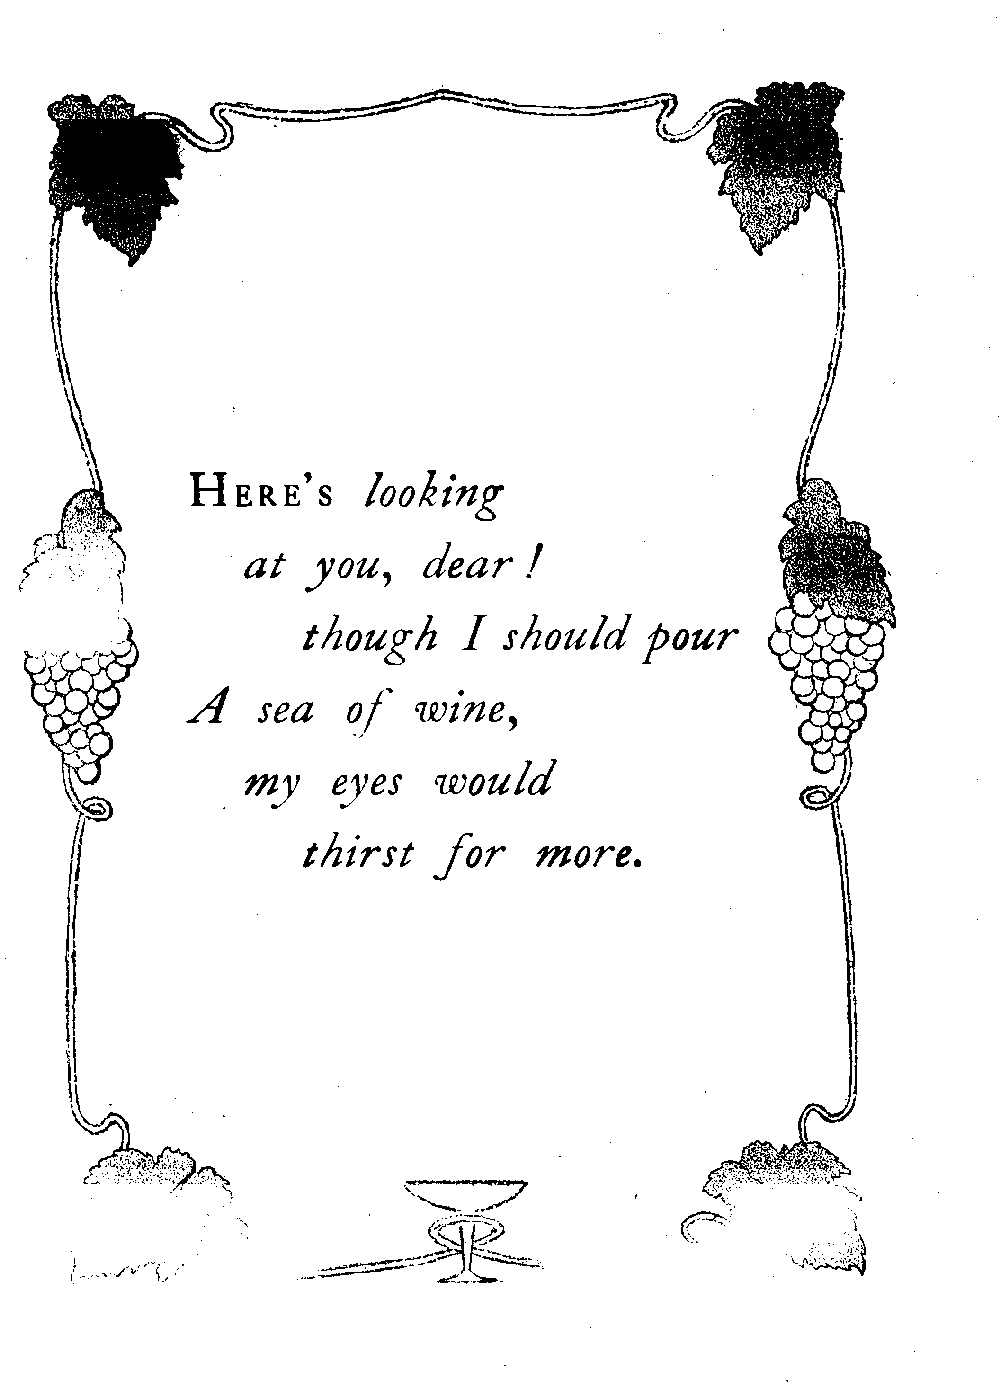 HERE'S looking
at you, dear!
though I should pour
A sea of wine,
my eyes would
thirst for more.